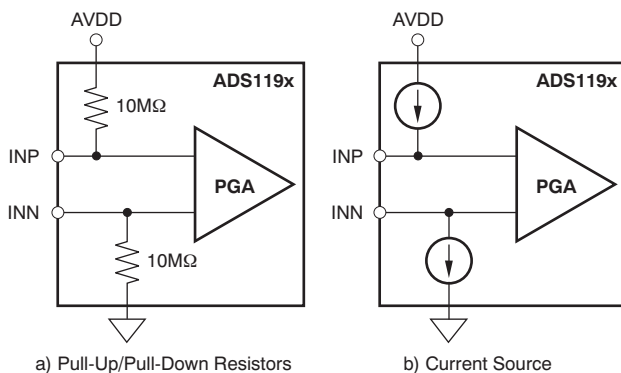 AVDD
ADS119x
10MΩ
INP
PGA
INN
10MΩ
a) Pull-Up/Pull-Down Resistors
AVDD
ADS119x
INP
PGA
INN
b) Current Source